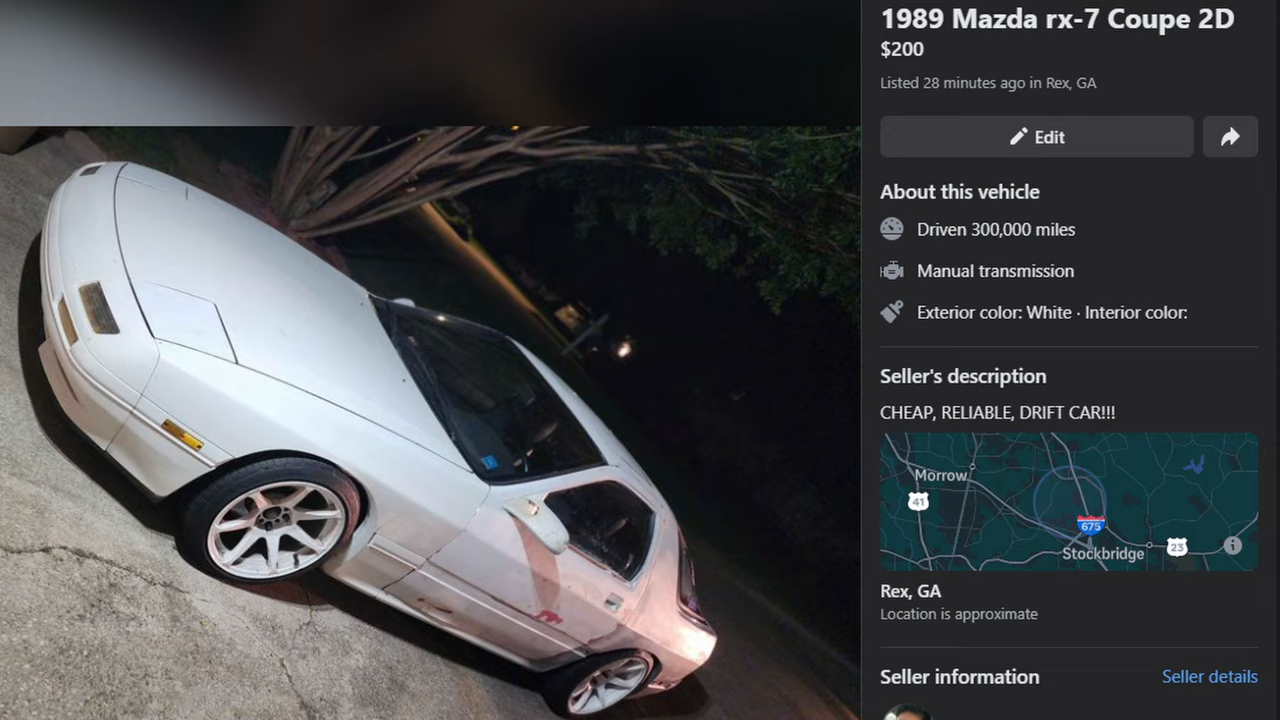 1989 Mazda rx-7 Coupe 2D
$200
Listed 28 minutes ago in Rex, GA
Edit
About this vehicle
Driven 300,000 miles
Manual transmission
Exterior color: White · Interior color:
Seller's description
CHEAP, RELIABLE, DRIFT CAR!!!
Morrow
41
675
Stockbridge
23
Rex, GA
Location is approximate
Seller information
Seller details